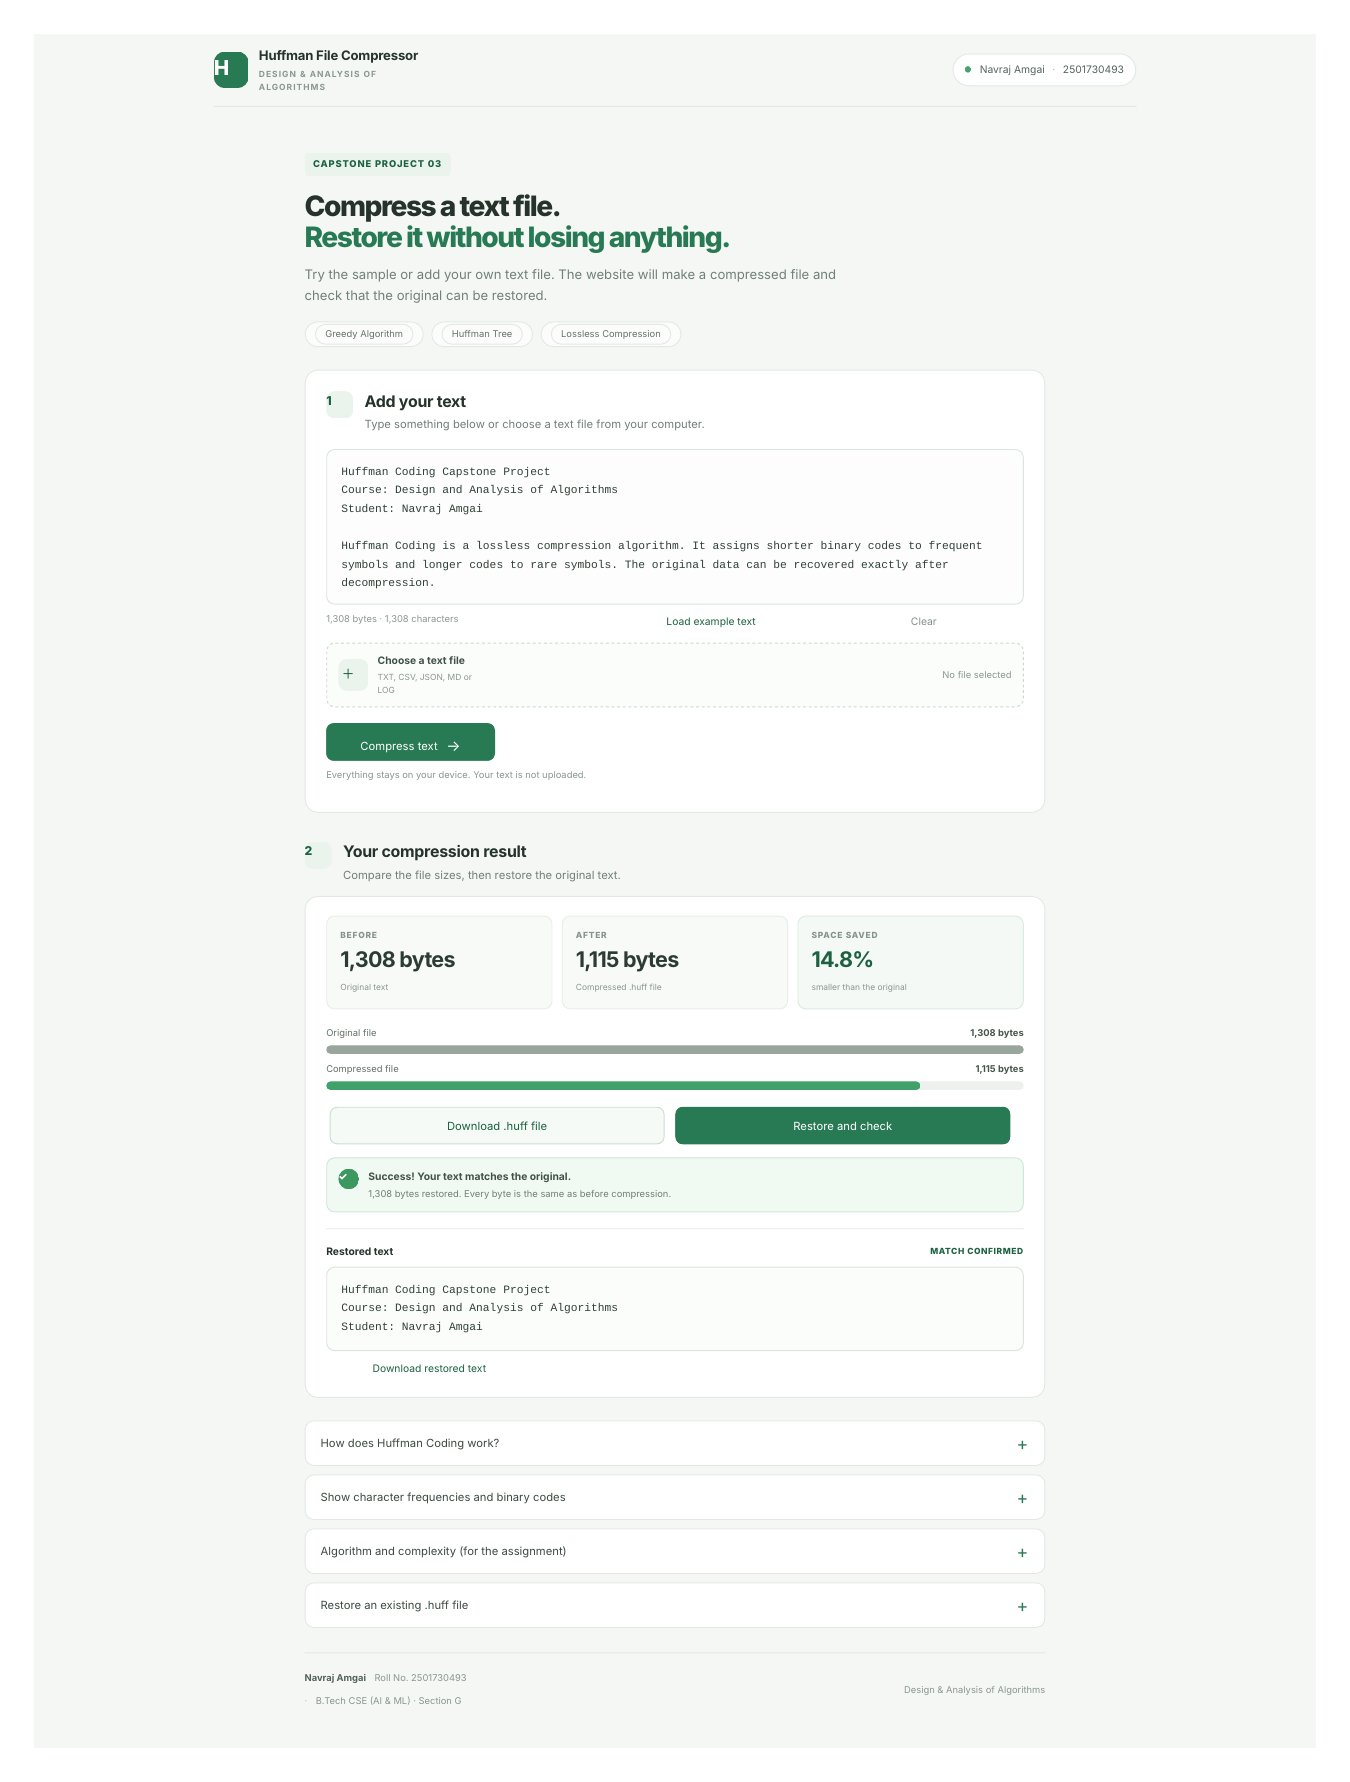 H
Huffman File Compressor
DESIGN & ANALYSIS OF
ALGORITHMS
Navraj Amgai · 2501730493
CAPSTONE PROJECT 03
Compress a text file.
Restore it without losing anything.
Try the sample or add your own text file. The website will make a compressed file and
check that the original can be restored.
Greedy Algorithm
Huffman Tree
Lossless Compression
1
Add your text
Type something below or choose a text file from your computer.
Huffman Coding Capstone Project
Course: Design and Analysis of Algorithms
Student: Navraj Amgai
Huffman Coding is a lossless compression algorithm. It assigns shorter binary codes to frequent
symbols and longer codes to rare symbols. The original data can be recovered exactly after
decompression.
1,308 bytes · 1,308 characters
Load example text
Clear
+
Choose a text file
TXT, CSV, JSON, MD or
LOG
No file selected
Compress text →
Everything stays on your device. Your text is not uploaded.
2
Your compression result
Compare the file sizes, then restore the original text.
BEFORE
1,308 bytes
Original text
AFTER
1,115 bytes
Compressed .huff file
SPACE SAVED
14.8%
smaller than the original
Original file
1,308 bytes
Compressed file
1,115 bytes
Download .huff file
Restore and check
✓
Success! Your text matches the original.
1,308 bytes restored. Every byte is the same as before compression.
Restored text
MATCH CONFIRMED
Huffman Coding Capstone Project
Course: Design and Analysis of Algorithms
Student: Navraj Amgai
Download restored text
How does Huffman Coding work? +
Show character frequencies and binary codes +
Algorithm and complexity (for the assignment) +
Restore an existing .huff file +
Navraj Amgai Roll No. 2501730493
· B.Tech CSE (AI & ML) · Section G
Design & Analysis of Algorithms